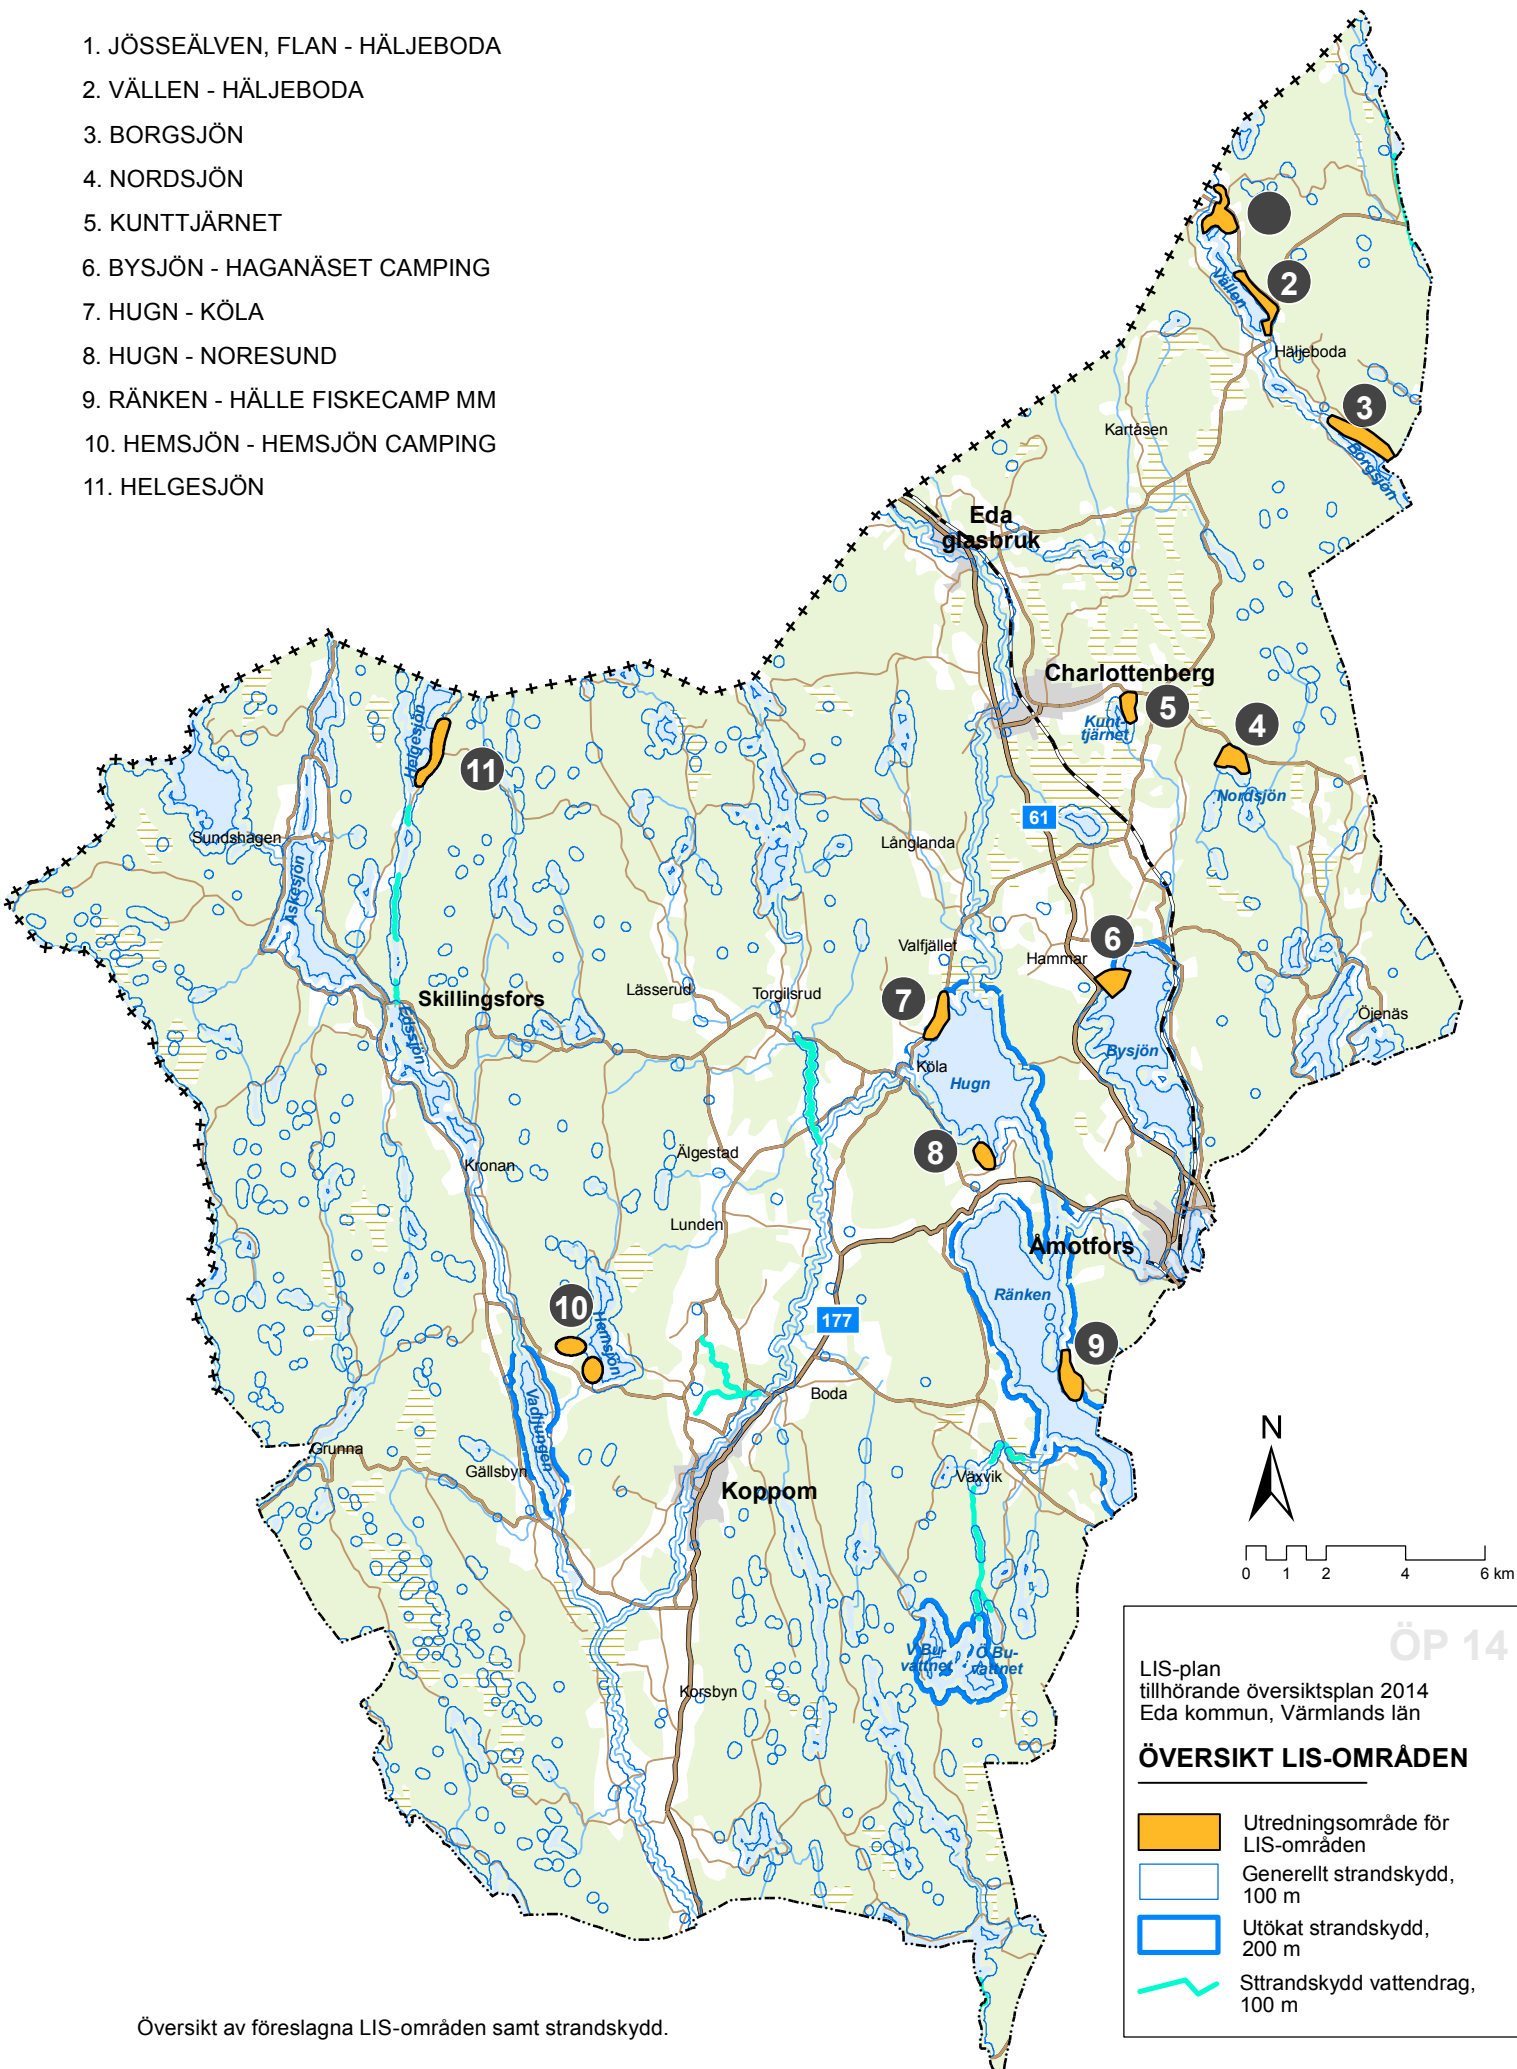 1. JÖSSEÄLVEN, FLAN - HÄLJEBODA
2. VÄLLEN - HÄLJEBODA
3. BORGSJÖN
4. NORDSJÖN
5. KUNTTJÄRNET
6. BYSJÖN - HAGANÄSET CAMPING
7. HUGN - KÖLA
8. HUGN - NORESUND
9. RÄNKEN - HÄLLE FISKECAMP MM
10. HEMSJÖN - HEMSJÖN CAMPING
11. HELGESJÖN
Vällen
2
Häljeboda
3
Borgsjön
Kartåsen
Eda
glasbruk
Charlottenberg
5
4
Kunt-
tjärnet
Nordsjön
Helgesjön
11
61
Sundshagen
Långlanda
Askesjön
Valfjället
Hammar
6
Skillingsfors
Lässerud
Torgilsrud
7
Öjenäs
Edsjön
Bysjön
Köla
Hugn
8
Älgestad
Kronan
Lunden
Åmotfors
Ränken
10
Hemsjön
177
9
Boda
Vadjungen
Grunna
Gällsbyn
Växvik
Koppom
N
0 1 2 4 6 km
V Bu-
vattnet
Ö Bu-
vattnet
Korsbyn
ÖP 14
LIS-plan
tillhörande översiktsplan 2014
Eda kommun, Värmlands län
ÖVERSIKT LIS-OMRÅDEN
Utredningsområde för
LIS-områden
Generellt strandskydd,
100 m
Utökat strandskydd,
200 m
Sttrandskydd vattendrag,
100 m
Översikt av föreslagna LIS-områden samt strandskydd.